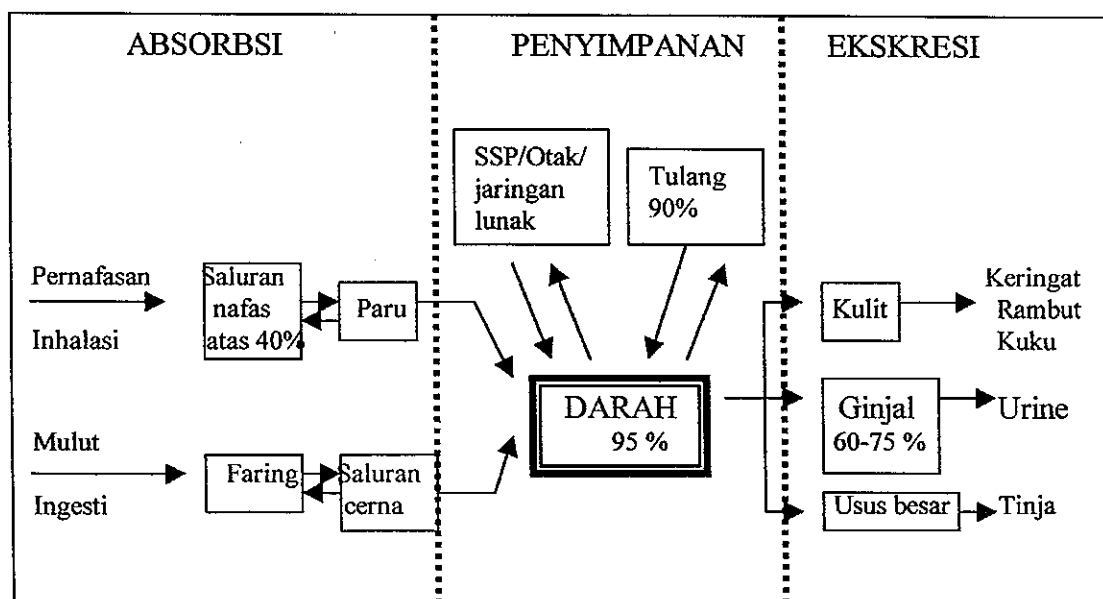 ABSORBSI
PENYIMPANAN
EKSKRESI
SSP/Otak/
jaringan
lunak
Tulang
90%
Pernafasan
Inhalasi
Saluran
nafas
atas 40%
Paru
Kulit
Keringat
Rambut
Kuku
DARAH
95 %
Ginjal
60-75 %
Urine
Mulut
Ingesti
Faring
Saluran
cerna
Usus besar
Tinja